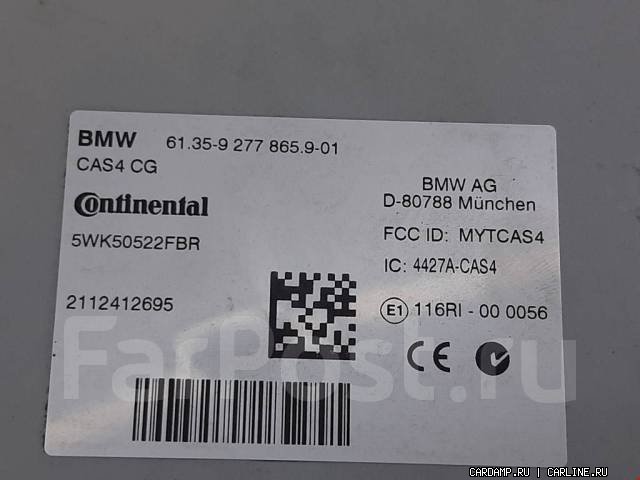 BMW 61.35-9 277 865.9-01
CAS4 CG
Continental
5WK50522FBR
2112412695
BMW AG
D-80788 München
FCC ID: MYTCAS4
IC: 4427A-CAS4
E1 116RI - 00 0056
CE
FarPost.ru
CARDAMP.RU | CARLINE.RU